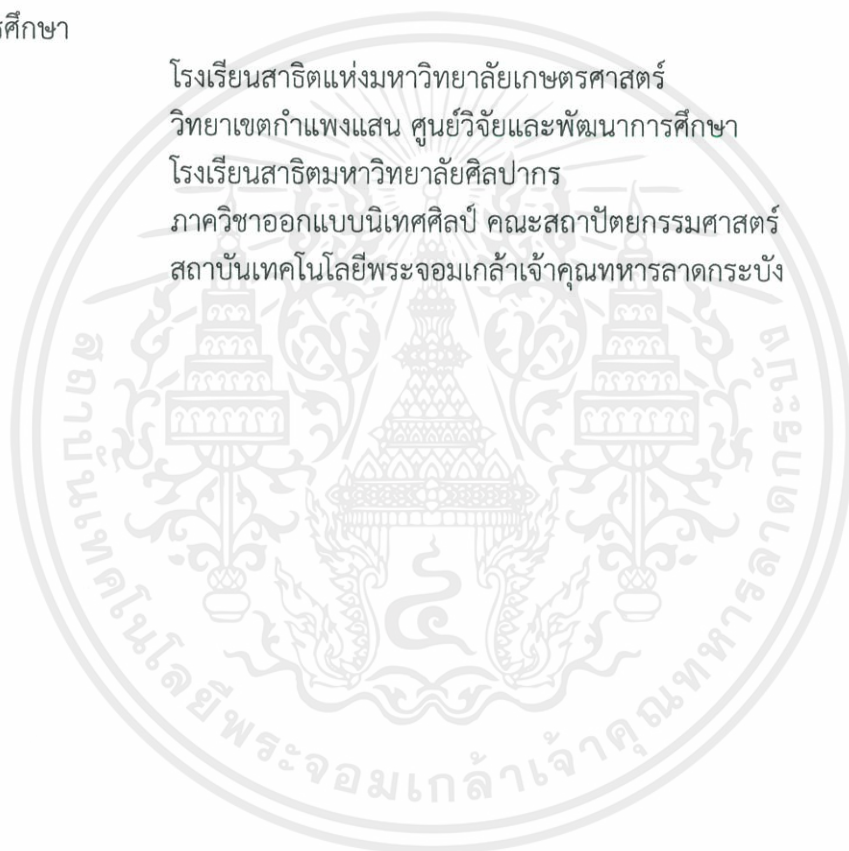 ศึกษา
โรงเรียนสาธิตแห่งมหาวิทยาลัยเกษตรศาสตร์
วิทยาเขตกำแพงแสน ศูนย์วิจัยและพัฒนาการศึกษา
โรงเรียนสาธิตมหาวิทยาลัยศิลปากร
ภาควิชาออกแบบนิเทศศิลป์ คณะสถาปัตยกรรมศาสตร์
สถาบันเทคโนโลยีพระจอมเกล้าเจ้าคุณทหารลาดกระบัง
สถาบันเทคโนโลยีพระจอมเกล้าเจ้าคุณทหารลาดกระบัง